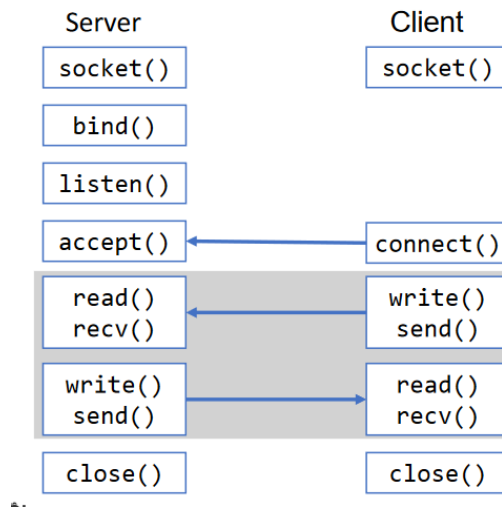 Server Client
socket() socket()
bind()
listen()
accept() connect()
read() write()
recv() send()
write() read()
send() recv()
close() close()